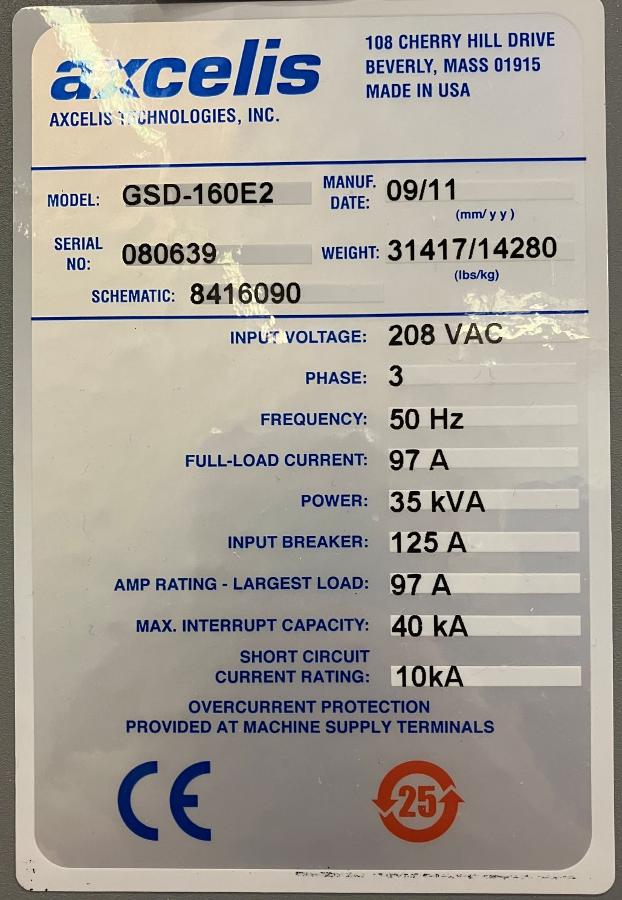 axcelis
AXCELIS TECHNOLOGIES, INC.
108 CHERRY HILL DRIVE
BEVERLY, MASS 01915
MADE IN USA
MODEL: GSD-160E2
MANUF. DATE: 09/11
(mm/yy)
SERIAL NO: 080639
WEIGHT: 31417/14280
(lbs/kg)
SCHEMATIC: 8416090
INPUT VOLTAGE: 208 VAC
PHASE: 3
FREQUENCY: 50 Hz
FULL-LOAD CURRENT: 97 A
POWER: 35 kVA
INPUT BREAKER: 125 A
AMP RATING - LARGEST LOAD: 97 A
MAX. INTERRUPT CAPACITY: 40 kA
SHORT CIRCUIT
CURRENT RATING: 10kA
OVERCURRENT PROTECTION
PROVIDED AT MACHINE SUPPLY TERMINALS
CE
25